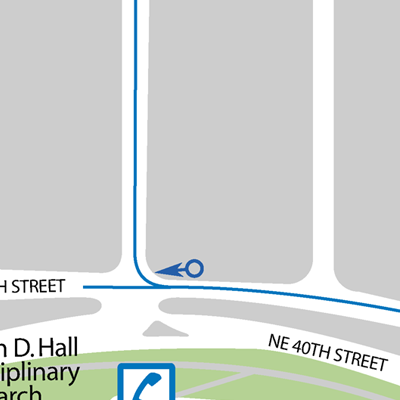 H STREET
NE 40TH STREET
n D. Hall
iplinary
arch